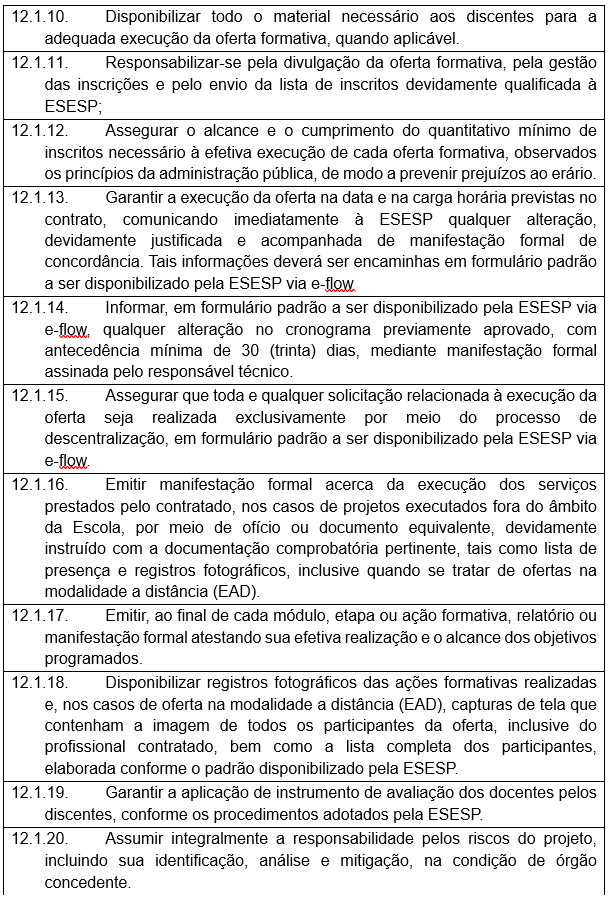 12.1.10. Disponibilizar todo o material necessário aos discentes para a
adequada execução da oferta formativa, quando aplicável.
12.1.11. Responsabilizar-se pela divulgação da oferta formativa, pela gestão
das inscrições e pelo envio da lista de inscritos devidamente qualificada à
ESESP;
12.1.12. Assegurar o alcance e o cumprimento do quantitativo mínimo de
inscritos necessário à efetiva execução de cada oferta formativa, observados
os princípios da administração pública, de modo a prevenir prejuízos ao erário.
12.1.13. Garantir a execução da oferta na data e na carga horária previstas no
contrato, comunicando imediatamente à ESESP qualquer alteração,
devidamente justificada e acompanhada de manifestação formal de
concordância. Tais informações deverá ser encaminhas em formulário padrão
a ser disponibilizado pela ESESP via e-flow
12.1.14. Informar, em formulário padrão a ser disponibilizado pela ESESP via
e-flow, qualquer alteração no cronograma previamente aprovado, com
antecedência mínima de 30 (trinta) dias, mediante manifestação formal
assinada pelo responsável técnico.
12.1.15. Assegurar que toda e qualquer solicitação relacionada à execução da
oferta seja realizada exclusivamente por meio do processo de
descentralização, em formulário padrão a ser disponibilizado pela ESESP via
e-flow.
12.1.16. Emitir manifestação formal acerca da execução dos serviços
prestados pelo contratado, nos casos de projetos executados fora do âmbito
da Escola, por meio de ofício ou documento equivalente, devidamente
instruído com a documentação comprobatória pertinente, tais como lista de
presença e registros fotográficos, inclusive quando se tratar de ofertas na
modalidade a distância (EAD).
12.1.17. Emitir, ao final de cada módulo, etapa ou ação formativa, relatório ou
manifestação formal atestando sua efetiva realização e o alcance dos objetivos
programados.
12.1.18. Disponibilizar registros fotográficos das ações formativas realizadas
e, nos casos de oferta na modalidade a distância (EAD), capturas de tela que
contenham a imagem de todos os participantes da oferta, inclusive do
profissional contratado, bem como a lista completa dos participantes,
elaborada conforme o padrão disponibilizado pela ESESP.
12.1.19. Garantir a aplicação de instrumento de avaliação dos docentes pelos
discentes, conforme os procedimentos adotados pela ESESP.
12.1.20. Assumir integralmente a responsabilidade pelos riscos do projeto,
incluindo sua identificação, análise e mitigação, na condição de órgão
concedente.